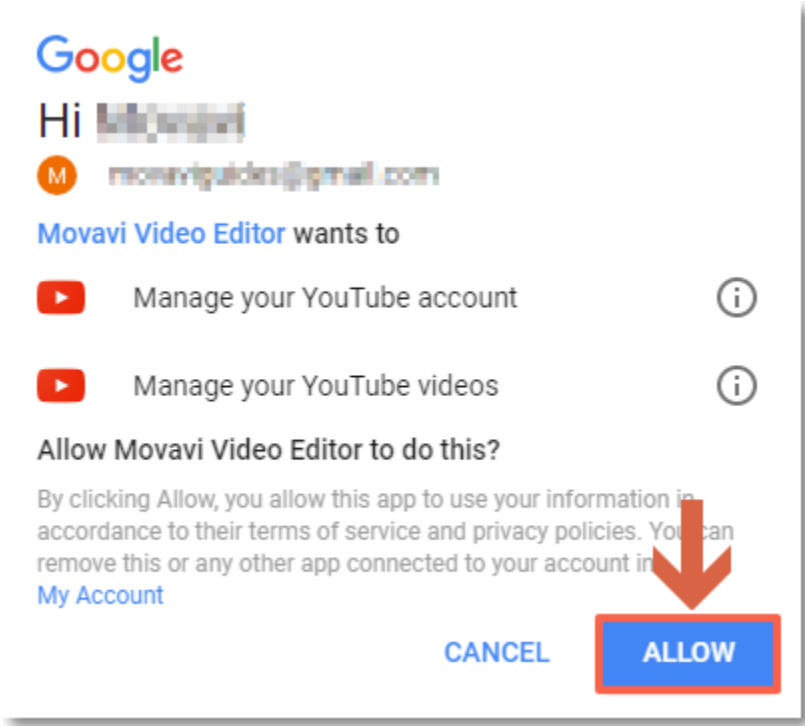 Google
Hi
M
Movavi Video Editor wants to
Manage your YouTube account
Manage your YouTube videos
Allow Movavi Video Editor to do this?
By clicking Allow, you allow this app to use your information in
accordance to their terms of service and privacy policies. You can
remove this or any other app connected to your account in
My Account
CANCEL
ALLOW